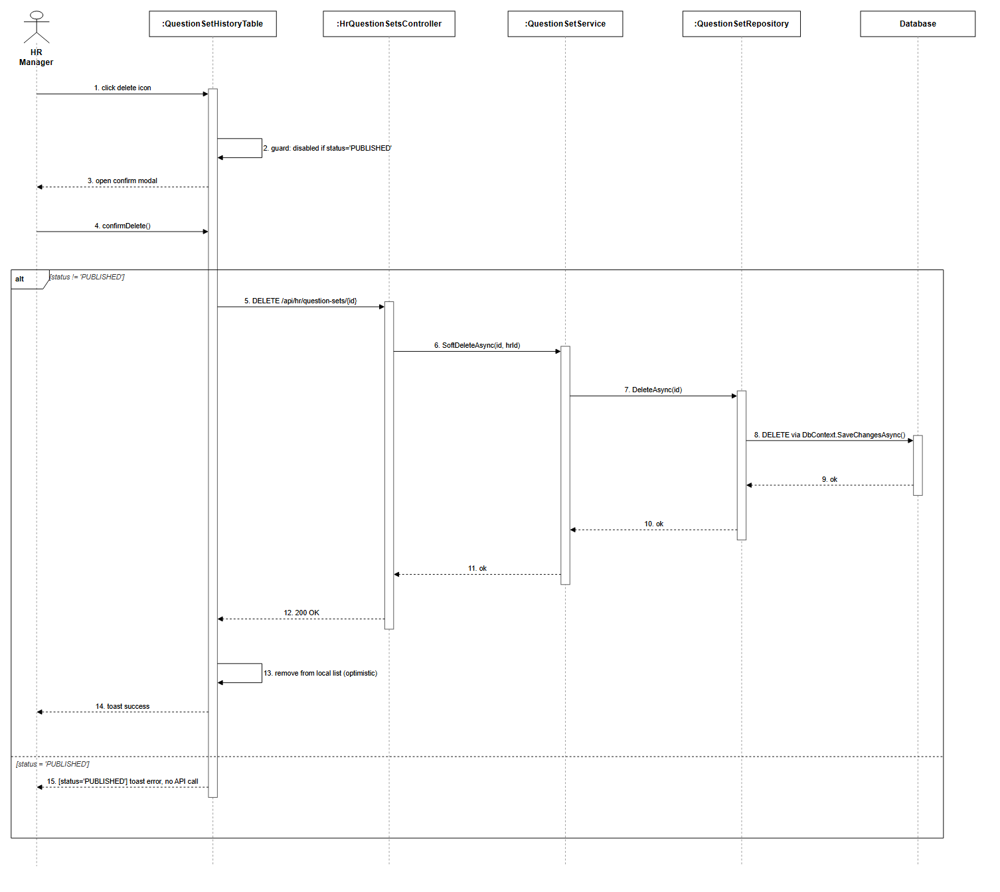 HR
Manager
:QuestionSetHistoryTable
:HrQuestionSetsController
:QuestionSetService
:QuestionSetRepository
Database
1. click delete icon
2. guard: disabled if status='PUBLISHED'
3. open confirm modal
4. confirmDelete()
alt
[status != 'PUBLISHED']
5. DELETE /api/hr/question-sets/{id}
6. SoftDeleteAsync(id, hrId)
7. DeleteAsync(id)
8. DELETE via DbContext.SaveChangesAsync()
9. ok
10. ok
11. ok
12. 200 OK
13. remove from local list (optimistic)
14. toast success
[status = 'PUBLISHED']
15. [status='PUBLISHED'] toast error, no API call